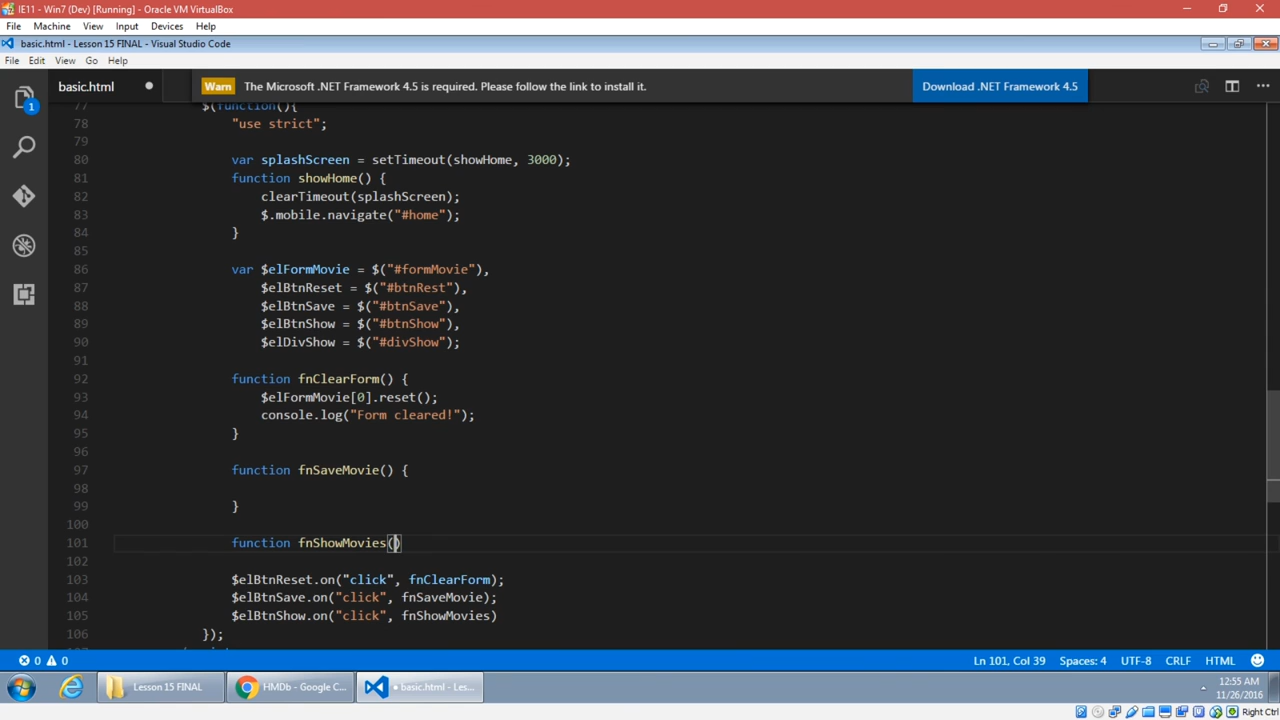 IE11 - Win7 (Dev) [Running] - Oracle VM VirtualBox
File Machine View Input Devices Help
basic.html - Lesson 15 FINAL - Visual Studio Code
File Edit View Go Help
basic.html
Warn The Microsoft .NET Framework 4.5 is required. Please follow the link to install it. Download .NET Framework 4.5
1
77 $(function(){
78 "use strict";
79
80 var splashScreen = setTimeout(showHome, 3000);
81 function showHome() {
82 clearTimeout(splashScreen);
83 $.mobile.navigate("#home");
84 }
85
86 var $elFormMovie = $("#formMovie"),
87 $elBtnReset = $("#btnRest"),
88 $elBtnSave = $("#btnSave"),
89 $elBtnShow = $("#btnShow"),
90 $elDivShow = $("#divShow");
91
92 function fnClearForm() {
93 $elFormMovie[0].reset();
94 console.log("Form cleared!");
95 }
96
97 function fnSaveMovie() {
98
99 }
100
101 function fnShowMovies()
102
103 $elBtnReset.on("click", fnClearForm);
104 $elBtnSave.on("click", fnSaveMovie);
105 $elBtnShow.on("click", fnShowMovies)
106 });
0 0 Ln 101, Col 39 Spaces: 4 UTF-8 CRLF HTML
Lesson 15 FINAL HMDb - Google C... • basic.html - Les... 12:55 AM
11/26/2016
Right Ctrl